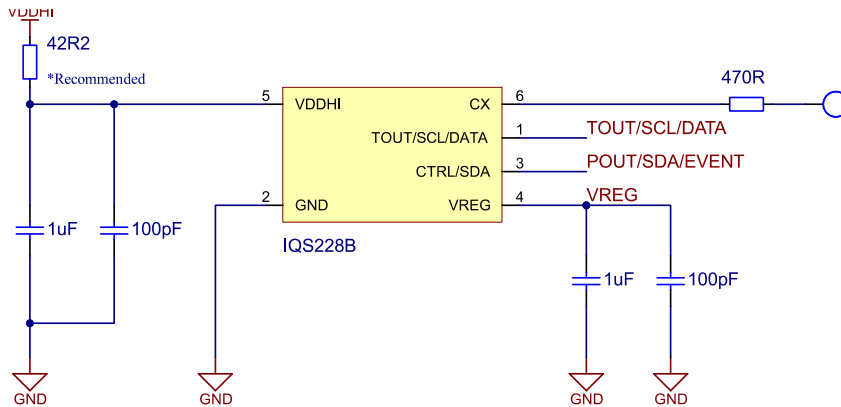 VDDHI
42R2
*Recommended
470R
5
VDDHI
CX
6
TOUT/SCL/DATA
1
TOUT/SCL/DATA
CTRL/SDA
3
POUT/SDA/EVENT
2
GND
VREG
4
VREG
IQS228B
1uF
100pF
1uF
100pF
GND
GND
GND
GND